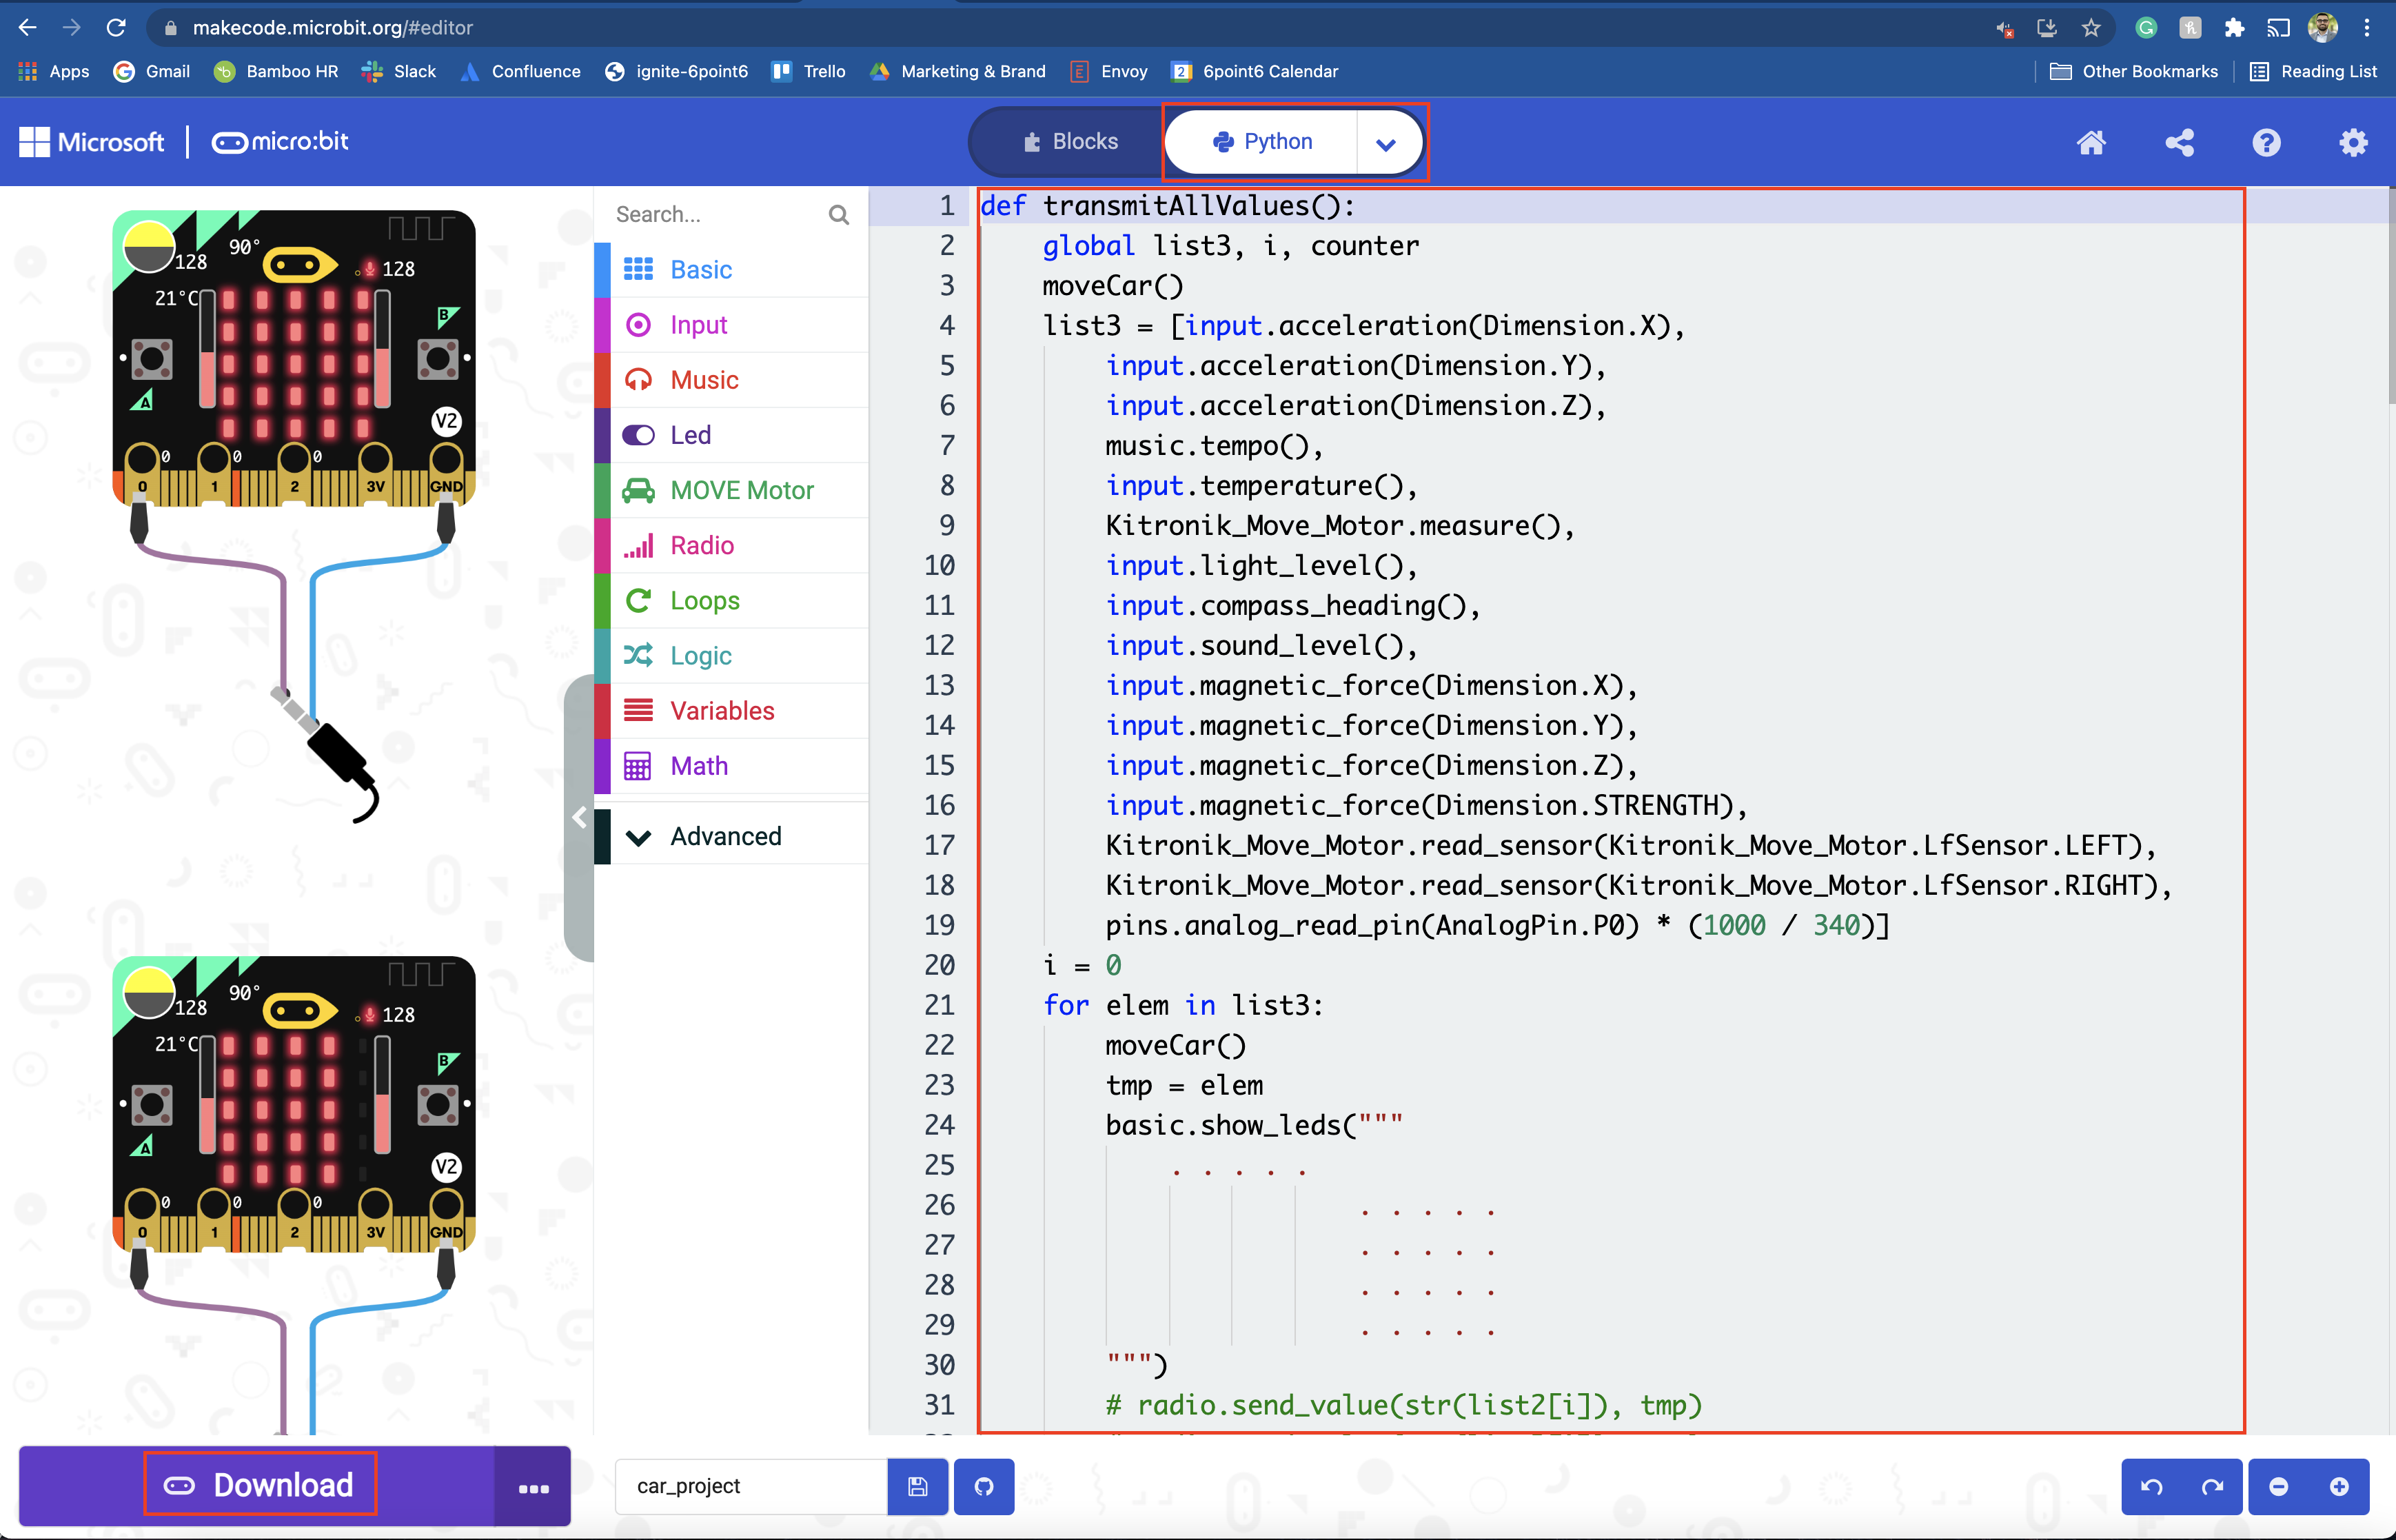 makecode.microbit.org/#editor
Apps Gmail Bamboo HR Slack Confluence ignite-6point6 Trello Marketing & Brand Envoy 6point6 Calendar Other Bookmarks Reading List
Microsoft | micro:bit Blocks Python
128 90° 128
21°C
B
A
V2
0 0 0
0 1 2 3V GND
128 90° 128
21°C
B
A
V2
0 0 0
0 1 2 3V GND
Search...
Basic
Input
Music
Led
MOVE Motor
Radio
Loops
Logic
Variables
Math
Advanced
1 def transmitAllValues():
2     global list3, i, counter
3     moveCar()
4     list3 = [input.acceleration(Dimension.X),
5         input.acceleration(Dimension.Y),
6         input.acceleration(Dimension.Z),
7         music.tempo(),
8         input.temperature(),
9         Kitronik_Move_Motor.measure(),
10         input.light_level(),
11         input.compass_heading(),
12         input.sound_level(),
13         input.magnetic_force(Dimension.X),
14         input.magnetic_force(Dimension.Y),
15         input.magnetic_force(Dimension.Z),
16         input.magnetic_force(Dimension.STRENGTH),
17         Kitronik_Move_Motor.read_sensor(Kitronik_Move_Motor.LfSensor.LEFT),
18         Kitronik_Move_Motor.read_sensor(Kitronik_Move_Motor.LfSensor.RIGHT),
19         pins.analog_read_pin(AnalogPin.P0) * (1000 / 340)]
20     i = 0
21     for elem in list3:
22         moveCar()
23         tmp = elem
24         basic.show_leds("""
25             . . . . .
26                         . . . . .
27                         . . . . .
28                         . . . . .
29                         . . . . .
30         """)
31         # radio.send_value(str(list2[i]), tmp)
Download ...
car_project